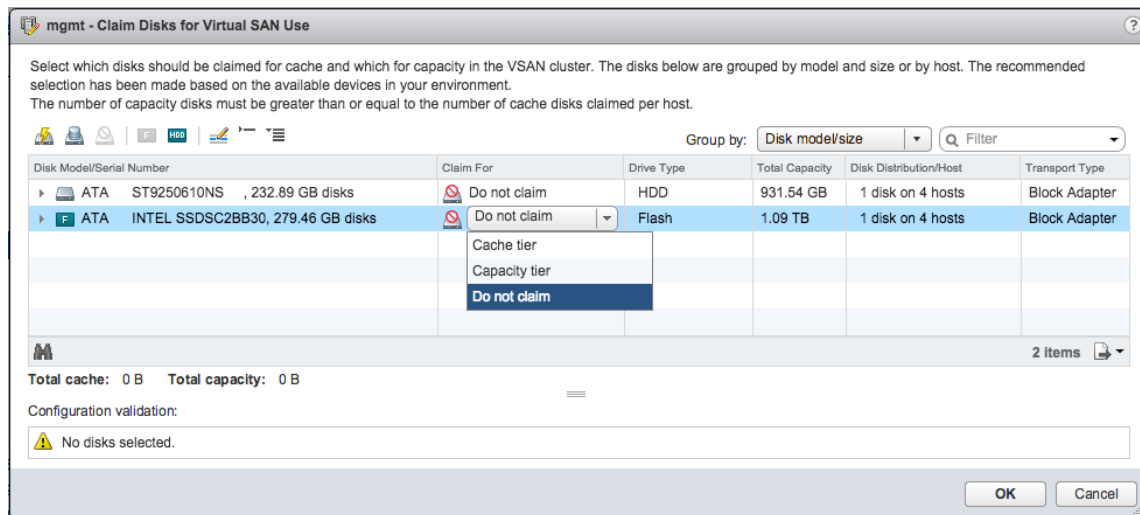 mgmt - Claim Disks for Virtual SAN Use
?
Select which disks should be claimed for cache and which for capacity in the VSAN cluster. The disks below are grouped by model and size or by host. The recommended
selection has been made based on the available devices in your environment.
The number of capacity disks must be greater than or equal to the number of cache disks claimed per host.
F HDD Group by: Disk model/size Filter
Disk Model/Serial Number Claim For Drive Type Total Capacity Disk Distribution/Host Transport Type
ATA ST9250610NS , 232.89 GB disks Do not claim HDD 931.54 GB 1 disk on 4 hosts Block Adapter
F ATA INTEL SSDSC2BB30, 279.46 GB disks Do not claim Flash 1.09 TB 1 disk on 4 hosts Block Adapter
Cache tier
Capacity tier
Do not claim
2 items
Total cache: 0 B Total capacity: 0 B
Configuration validation:
No disks selected.
OK Cancel